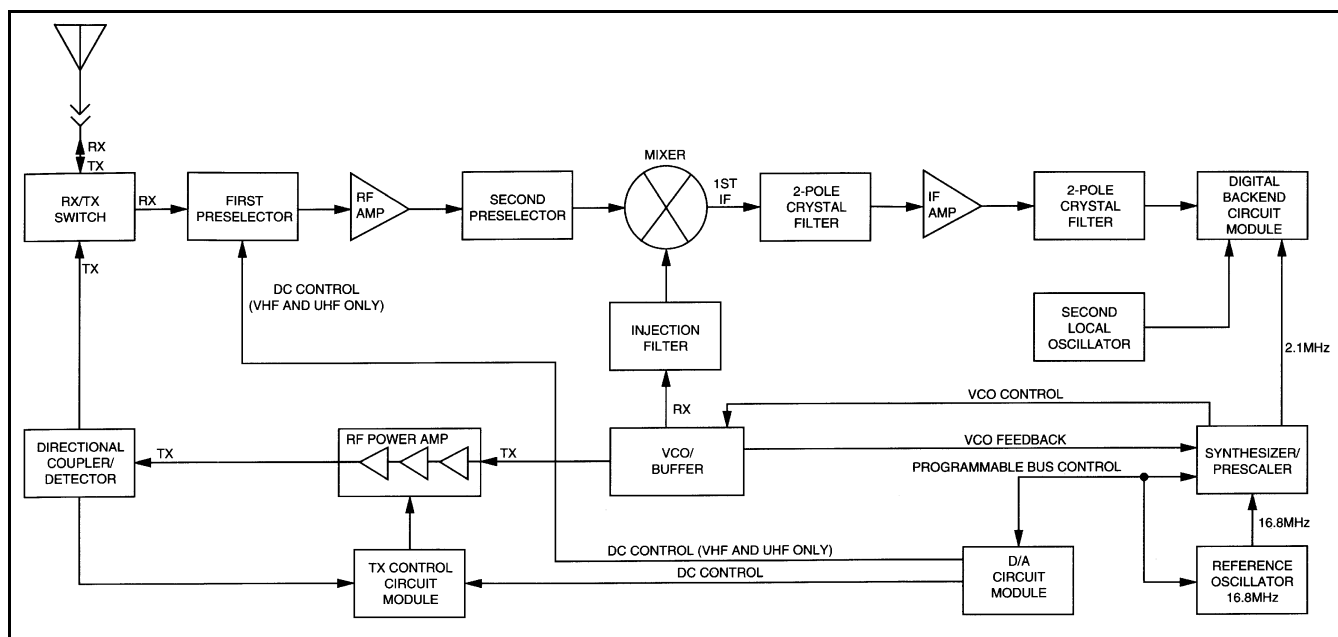 RX
TX
RX/TX
SWITCH
RX
FIRST
PRESELECTOR
RF
AMP
SECOND
PRESELECTOR
MIXER
1ST
IF
2-POLE
CRYSTAL
FILTER
IF
AMP
2-POLE
CRYSTAL
FILTER
DIGITAL
BACKEND
CIRCUIT
MODULE
TX
DC CONTROL
(VHF AND UHF ONLY)
INJECTION
FILTER
SECOND
LOCAL
OSCILLATOR
2.1MHz
RX
VCO CONTROL
DIRECTIONAL
COUPLER/
DETECTOR
TX
RF POWER AMP
TX
VCO/
BUFFER
VCO FEEDBACK
PROGRAMMABLE BUS CONTROL
SYNTHESIZER/
PRESCALER
16.8MHz
DC CONTROL (VHF AND UHF ONLY)
TX CONTROL
CIRCUIT
MODULE
DC CONTROL
D/A
CIRCUIT
MODULE
REFERENCE
OSCILLATOR
16.8MHz